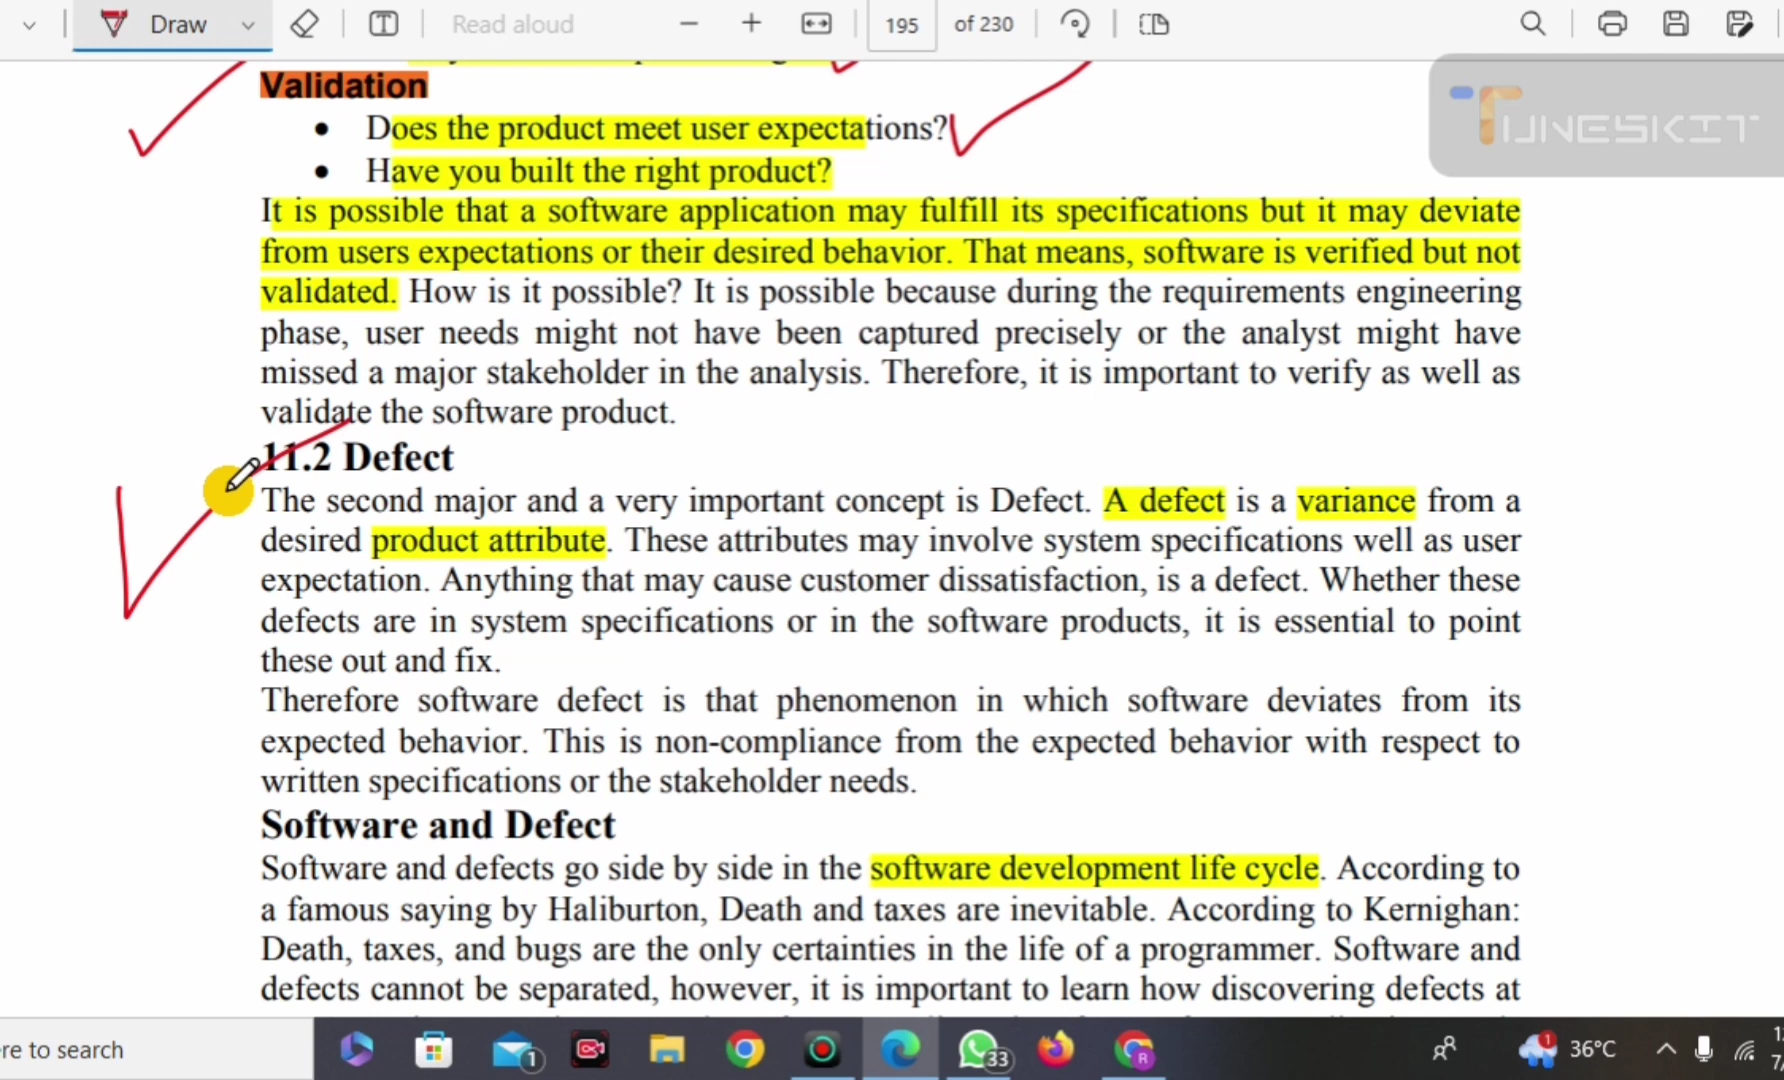 Draw
Read aloud
195 of 230
TUNESKIT
Validation
• Does the product meet user expectations?
• Have you built the right product?
It is possible that a software application may fulfill its specifications but it may deviate
from users expectations or their desired behavior. That means, software is verified but not
validated. How is it possible? It is possible because during the requirements engineering
phase, user needs might not have been captured precisely or the analyst might have
missed a major stakeholder in the analysis. Therefore, it is important to verify as well as
validate the software product.
11.2 Defect
The second major and a very important concept is Defect. A defect is a variance from a
desired product attribute. These attributes may involve system specifications well as user
expectation. Anything that may cause customer dissatisfaction, is a defect. Whether these
defects are in system specifications or in the software products, it is essential to point
these out and fix.
Therefore software defect is that phenomenon in which software deviates from its
expected behavior. This is non-compliance from the expected behavior with respect to
written specifications or the stakeholder needs.
Software and Defect
Software and defects go side by side in the software development life cycle. According to
a famous saying by Haliburton, Death and taxes are inevitable. According to Kernighan:
Death, taxes, and bugs are the only certainties in the life of a programmer. Software and
defects cannot be separated, however, it is important to learn how discovering defects at
re to search
1
33
R
1
36°C